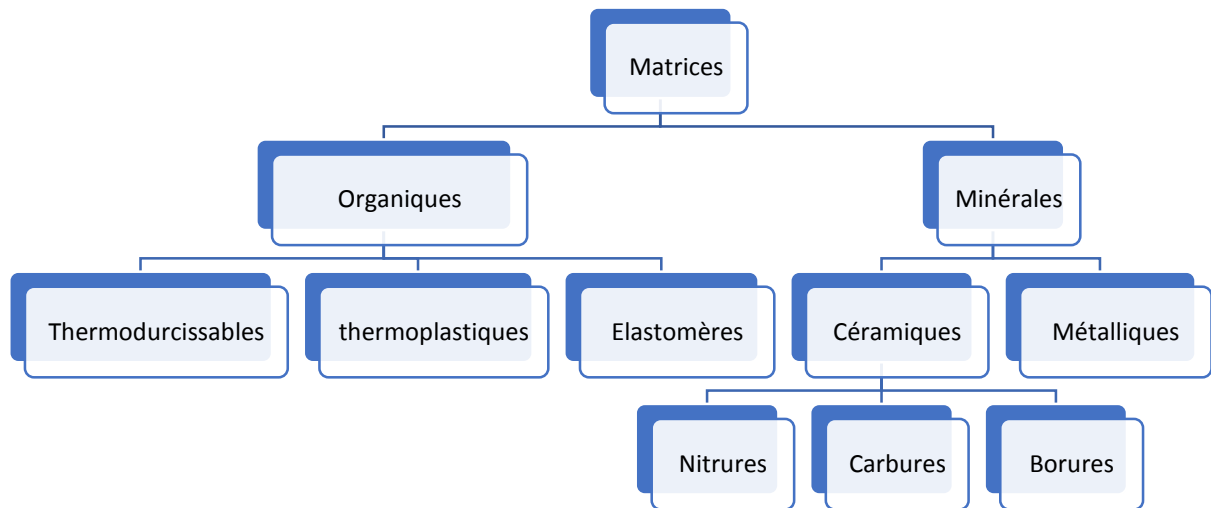 Matrices
Organiques
Minérales
Thermodurcissables
thermoplastiques
Elastomères
Céramiques
Métalliques
Nitrures
Carbures
Borures